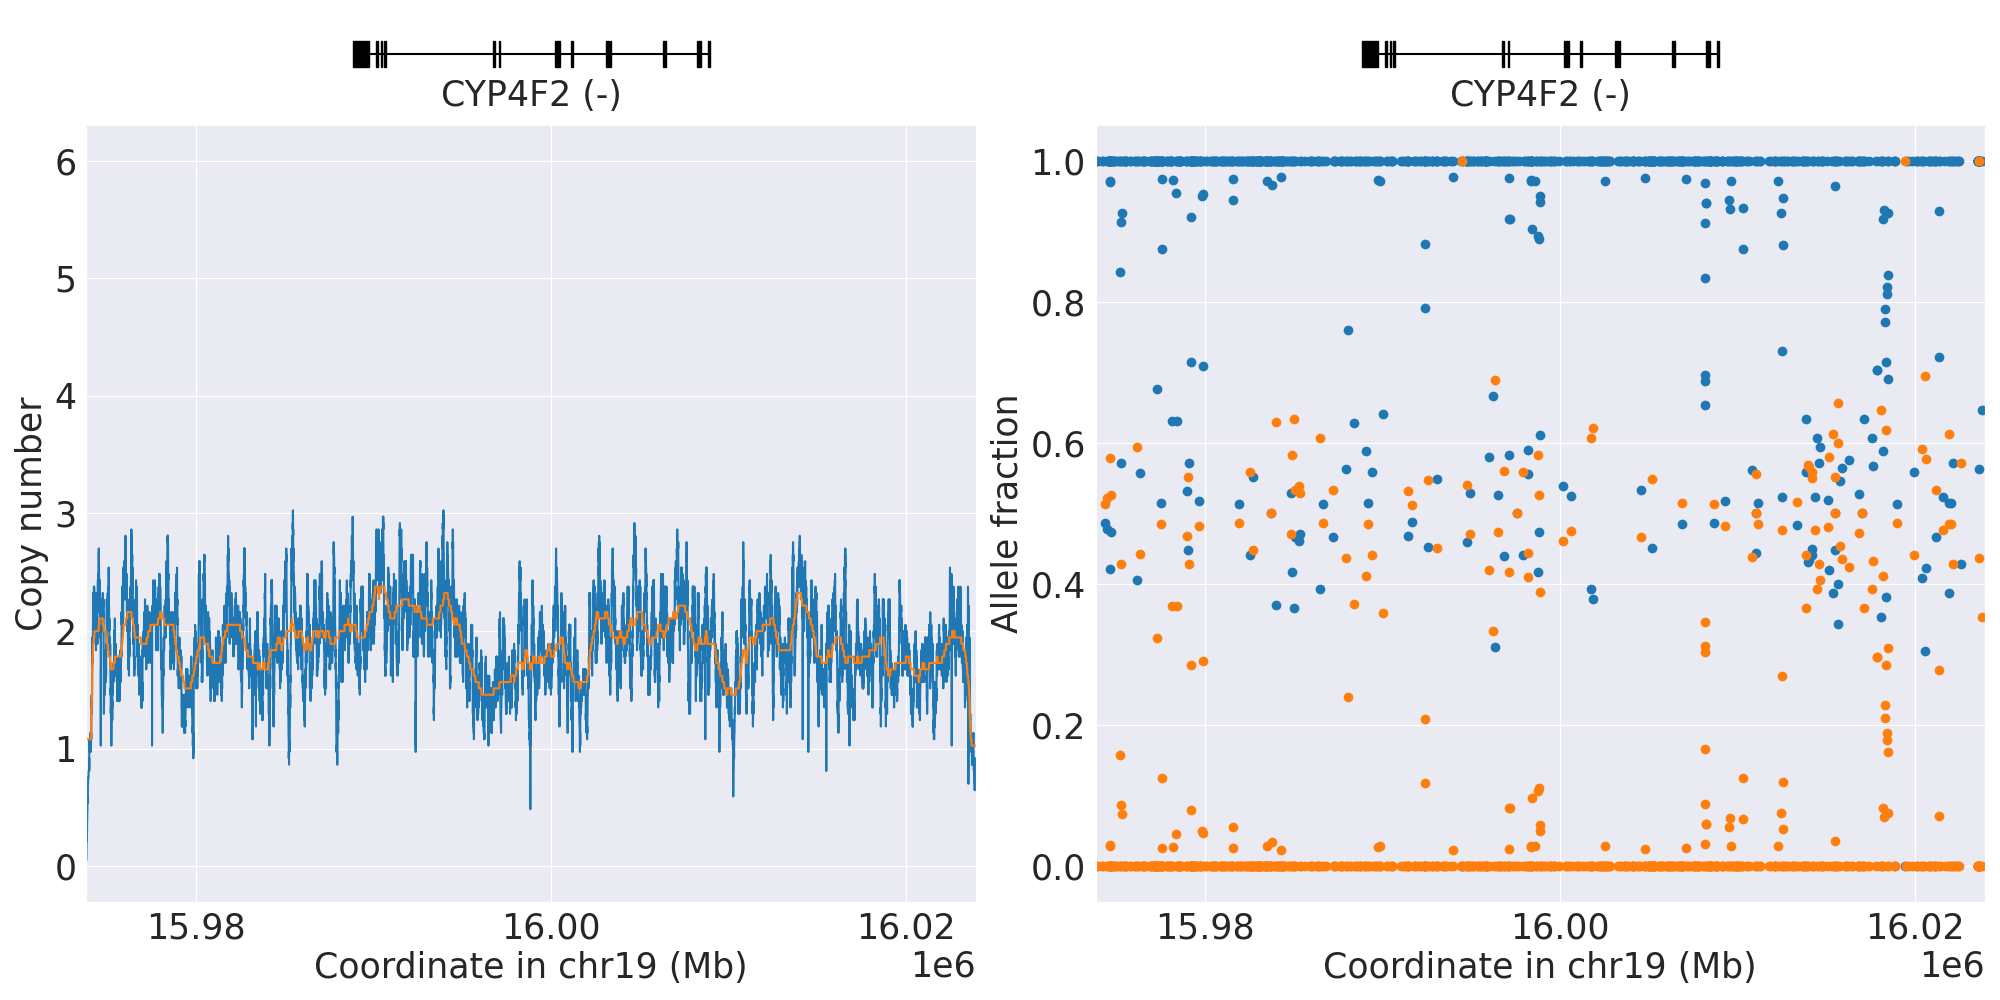 CYP4F2 (-)
Copy number
6
5
4
3
2
1
0
15.98 16.00 16.02
Coordinate in chr19 (Mb)
1e6
CYP4F2 (-)
Allele fraction
1.0
0.8
0.6
0.4
0.2
0.0
15.98 16.00 16.02
Coordinate in chr19 (Mb)
1e6